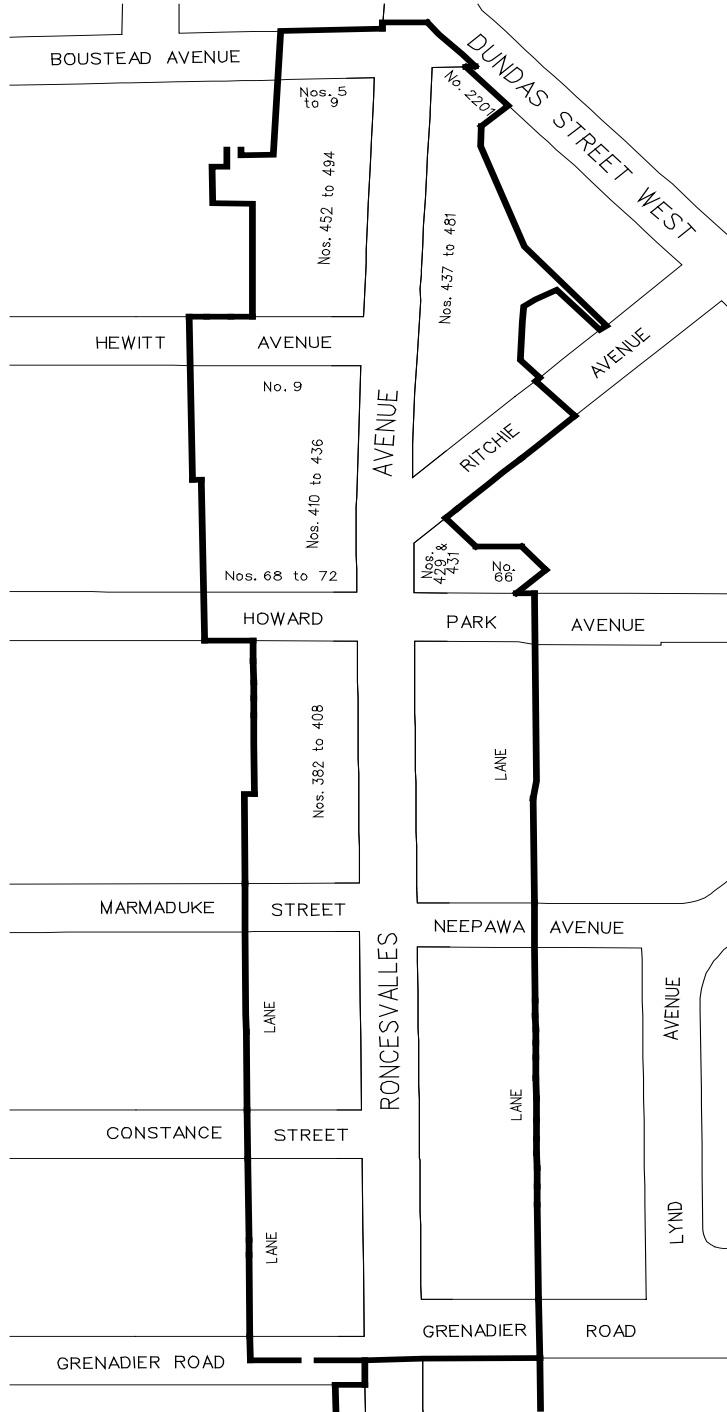 BOUSTEAD AVENUE
DUNDAS STREET WEST
Nos. 5
to 9
No. 2201
Nos. 452 to 494
Nos. 437 to 481
HEWITT AVENUE
AVENUE
No. 9
AVENUE
RITCHIE
Nos. 410 to 436
Nos. 68 to 72
Nos.
429 &
431
No.
66
HOWARD PARK AVENUE
Nos. 382 to 408
LANE
MARMADUKE STREET
NEEPAWA AVENUE
RONCESVALLES
LANE
AVENUE
LANE
CONSTANCE STREET
LANE
LYND
GRENADIER ROAD
GRENADIER ROAD